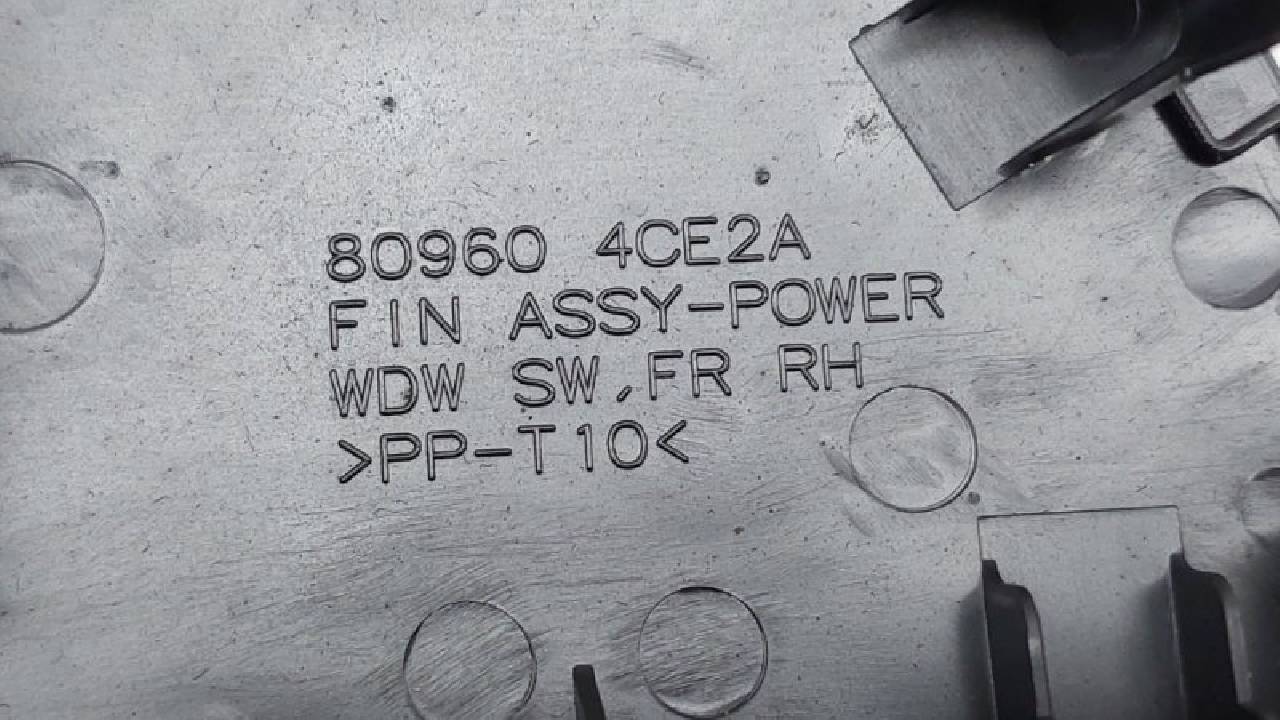 80960 4CE2A
FIN ASSY-POWER
WDW SW,FR RH
>PP-T10<